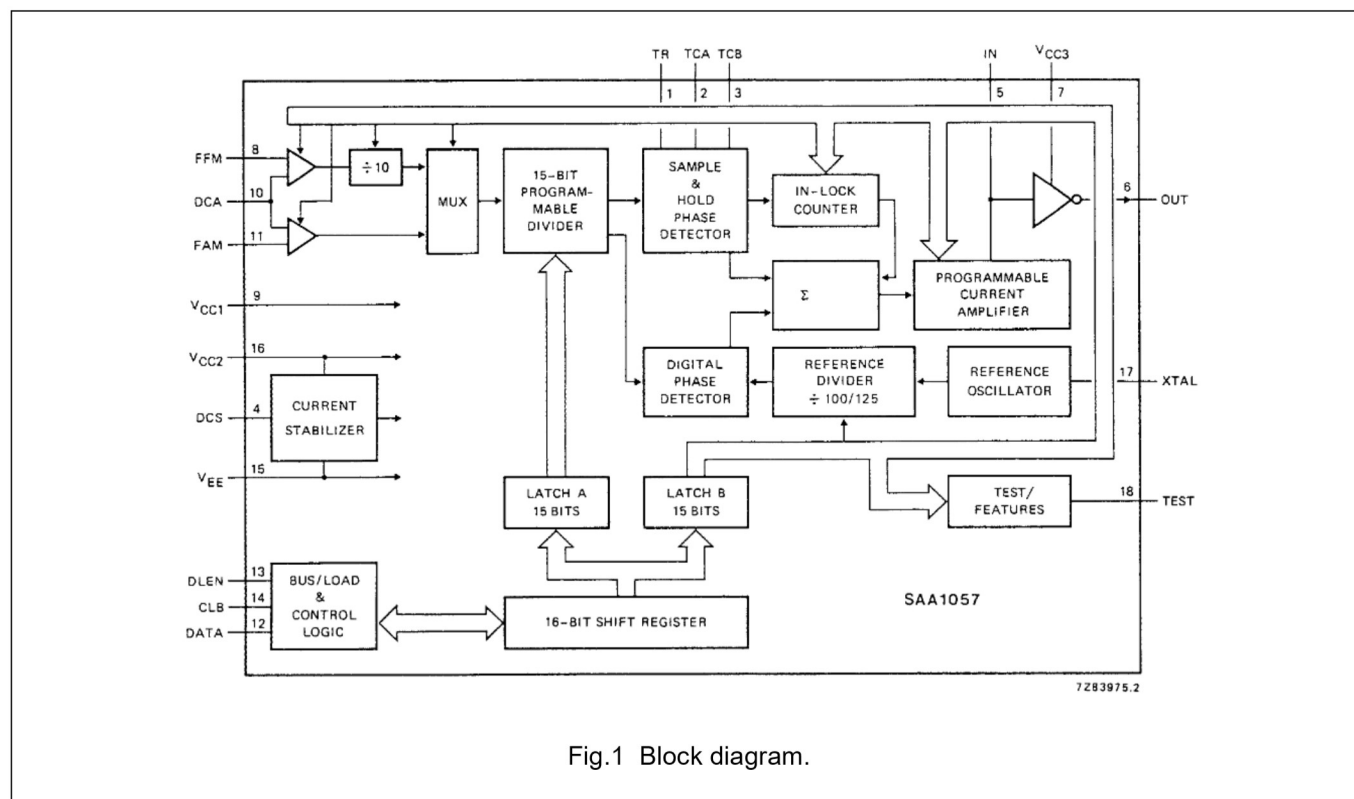 TR TCA TCB IN VCC3
1 2 3 5 7
FFM 8
÷10
DCA 10
FAM 11
MUX
15-BIT
PROGRAM-
MABLE
DIVIDER
SAMPLE
&
HOLD
PHASE
DETECTOR
IN-LOCK
COUNTER
6 OUT
Σ
PROGRAMMABLE
CURRENT
AMPLIFIER
VCC1 9
VCC2 16
DCS 4
CURRENT
STABILIZER
VEE 15
DIGITAL
PHASE
DETECTOR
REFERENCE
DIVIDER
÷ 100/125
REFERENCE
OSCILLATOR
17 XTAL
LATCH A
15 BITS
LATCH B
15 BITS
TEST/
FEATURES
18 TEST
DLEN 13
CLB 14
DATA 12
BUS/LOAD
&
CONTROL
LOGIC
16-BIT SHIFT REGISTER
SAA1057
7Z83975.2
Fig.1 Block diagram.